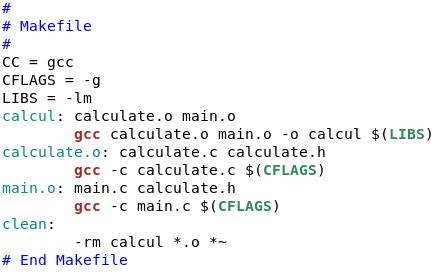 #
# Makefile
#
CC = gcc
CFLAGS = -g
LIBS = -lm
calcul: calculate.o main.o
        gcc calculate.o main.o -o calcul $(LIBS)
calculate.o: calculate.c calculate.h
        gcc -c calculate.c $(CFLAGS)
main.o: main.c calculate.h
        gcc -c main.c $(CFLAGS)
clean:
        -rm calcul *.o *~
# End Makefile